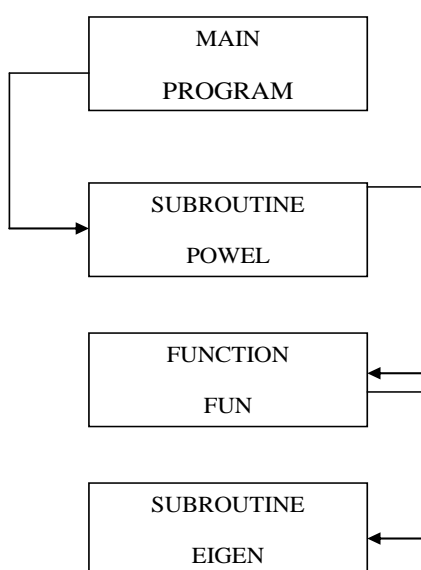 MAIN
PROGRAM
SUBROUTINE
POWEL
FUNCTION
FUN
SUBROUTINE
EIGEN